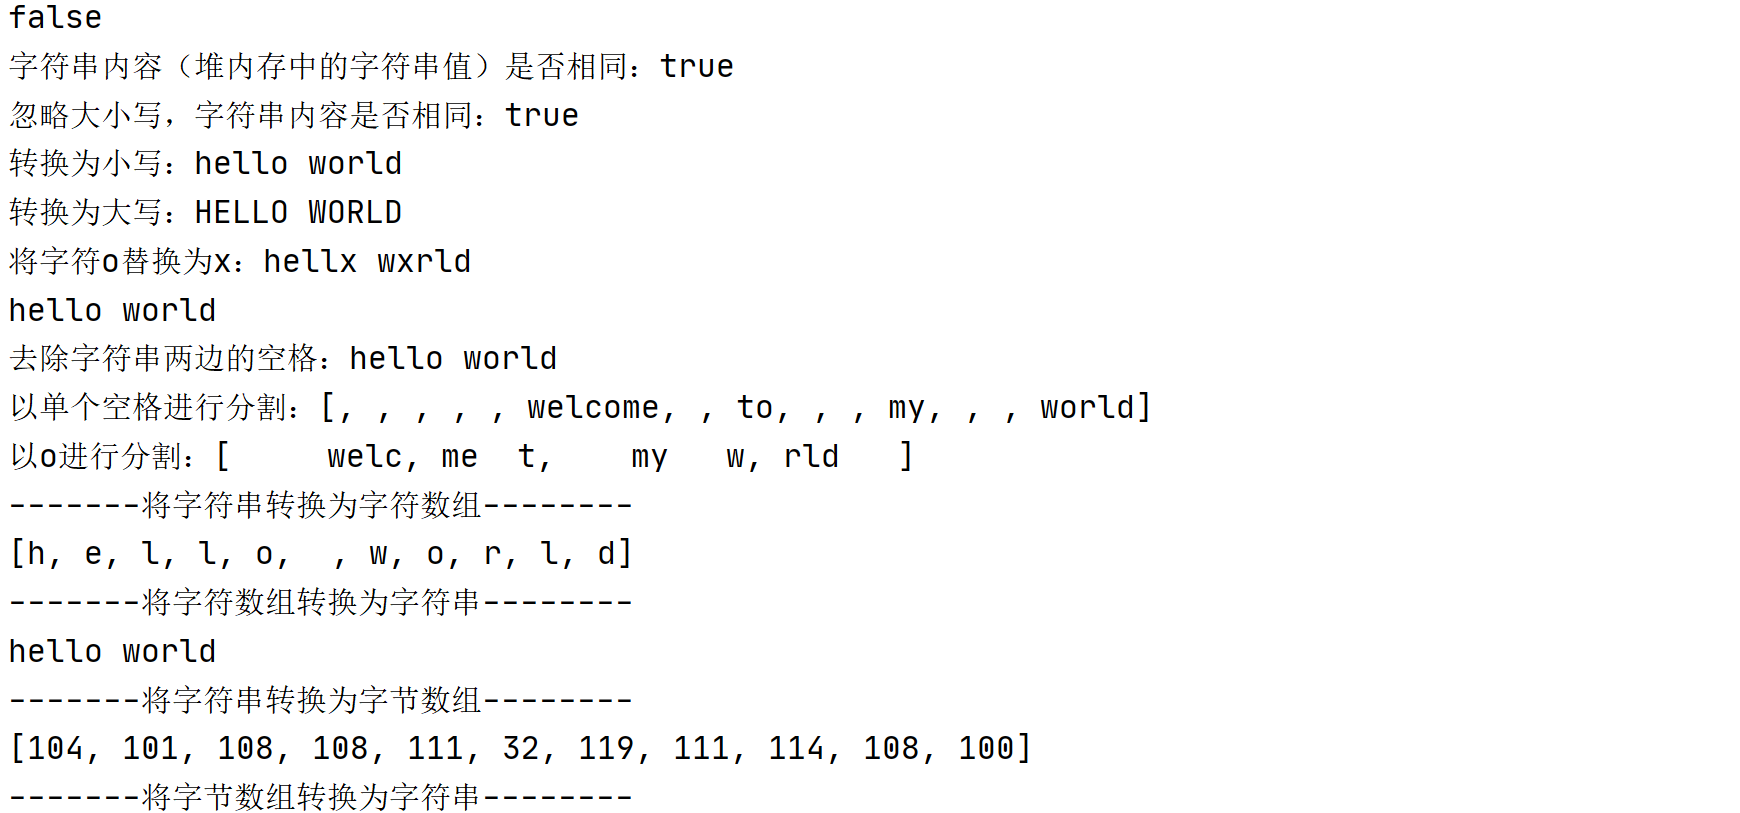 false
字符串内容（堆内存中的字符串值）是否相同：true
忽略大小写，字符串内容是否相同：true
转换为小写：hello world
转换为大写：HELLO WORLD
将字符o替换为x：hellx wxrld
hello world
去除字符串两边的空格：hello world
以单个空格进行分割：[, , , , , welcome, , to, , , my, , , world]
以o进行分割：[     welc, me  t,    my   w, rld   ]
-------将字符串转换为字符数组--------
[h, e, l, l, o,  , w, o, r, l, d]
-------将字符数组转换为字符串--------
hello world
-------将字符串转换为字节数组--------
[104, 101, 108, 108, 111, 32, 119, 111, 114, 108, 100]
-------将字节数组转换为字符串--------